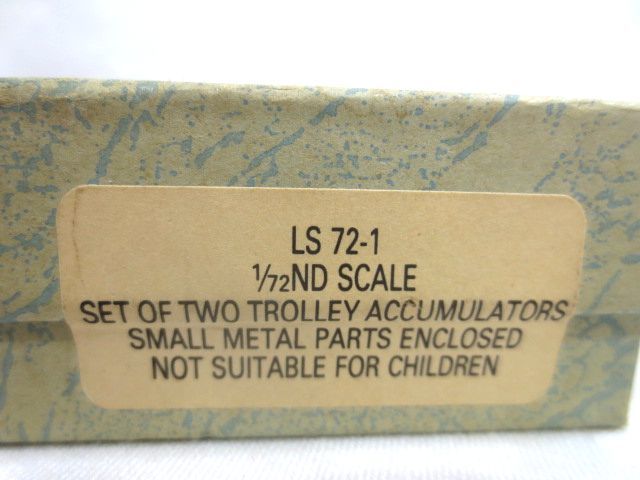 LS 72-1
1/72ND SCALE
SET OF TWO TROLLEY ACCUMULATORS
SMALL METAL PARTS ENCLOSED
NOT SUITABLE FOR CHILDREN